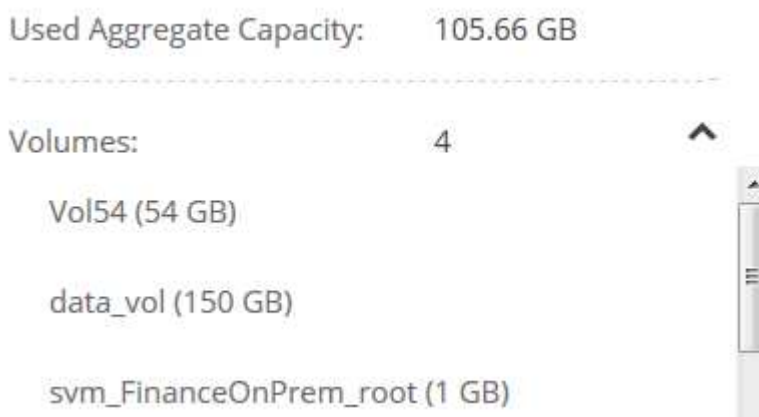 Used Aggregate Capacity: 105.66 GB
Volumes: 4
Vol54 (54 GB)
data_vol (150 GB)
svm_FinanceOnPrem_root (1 GB)